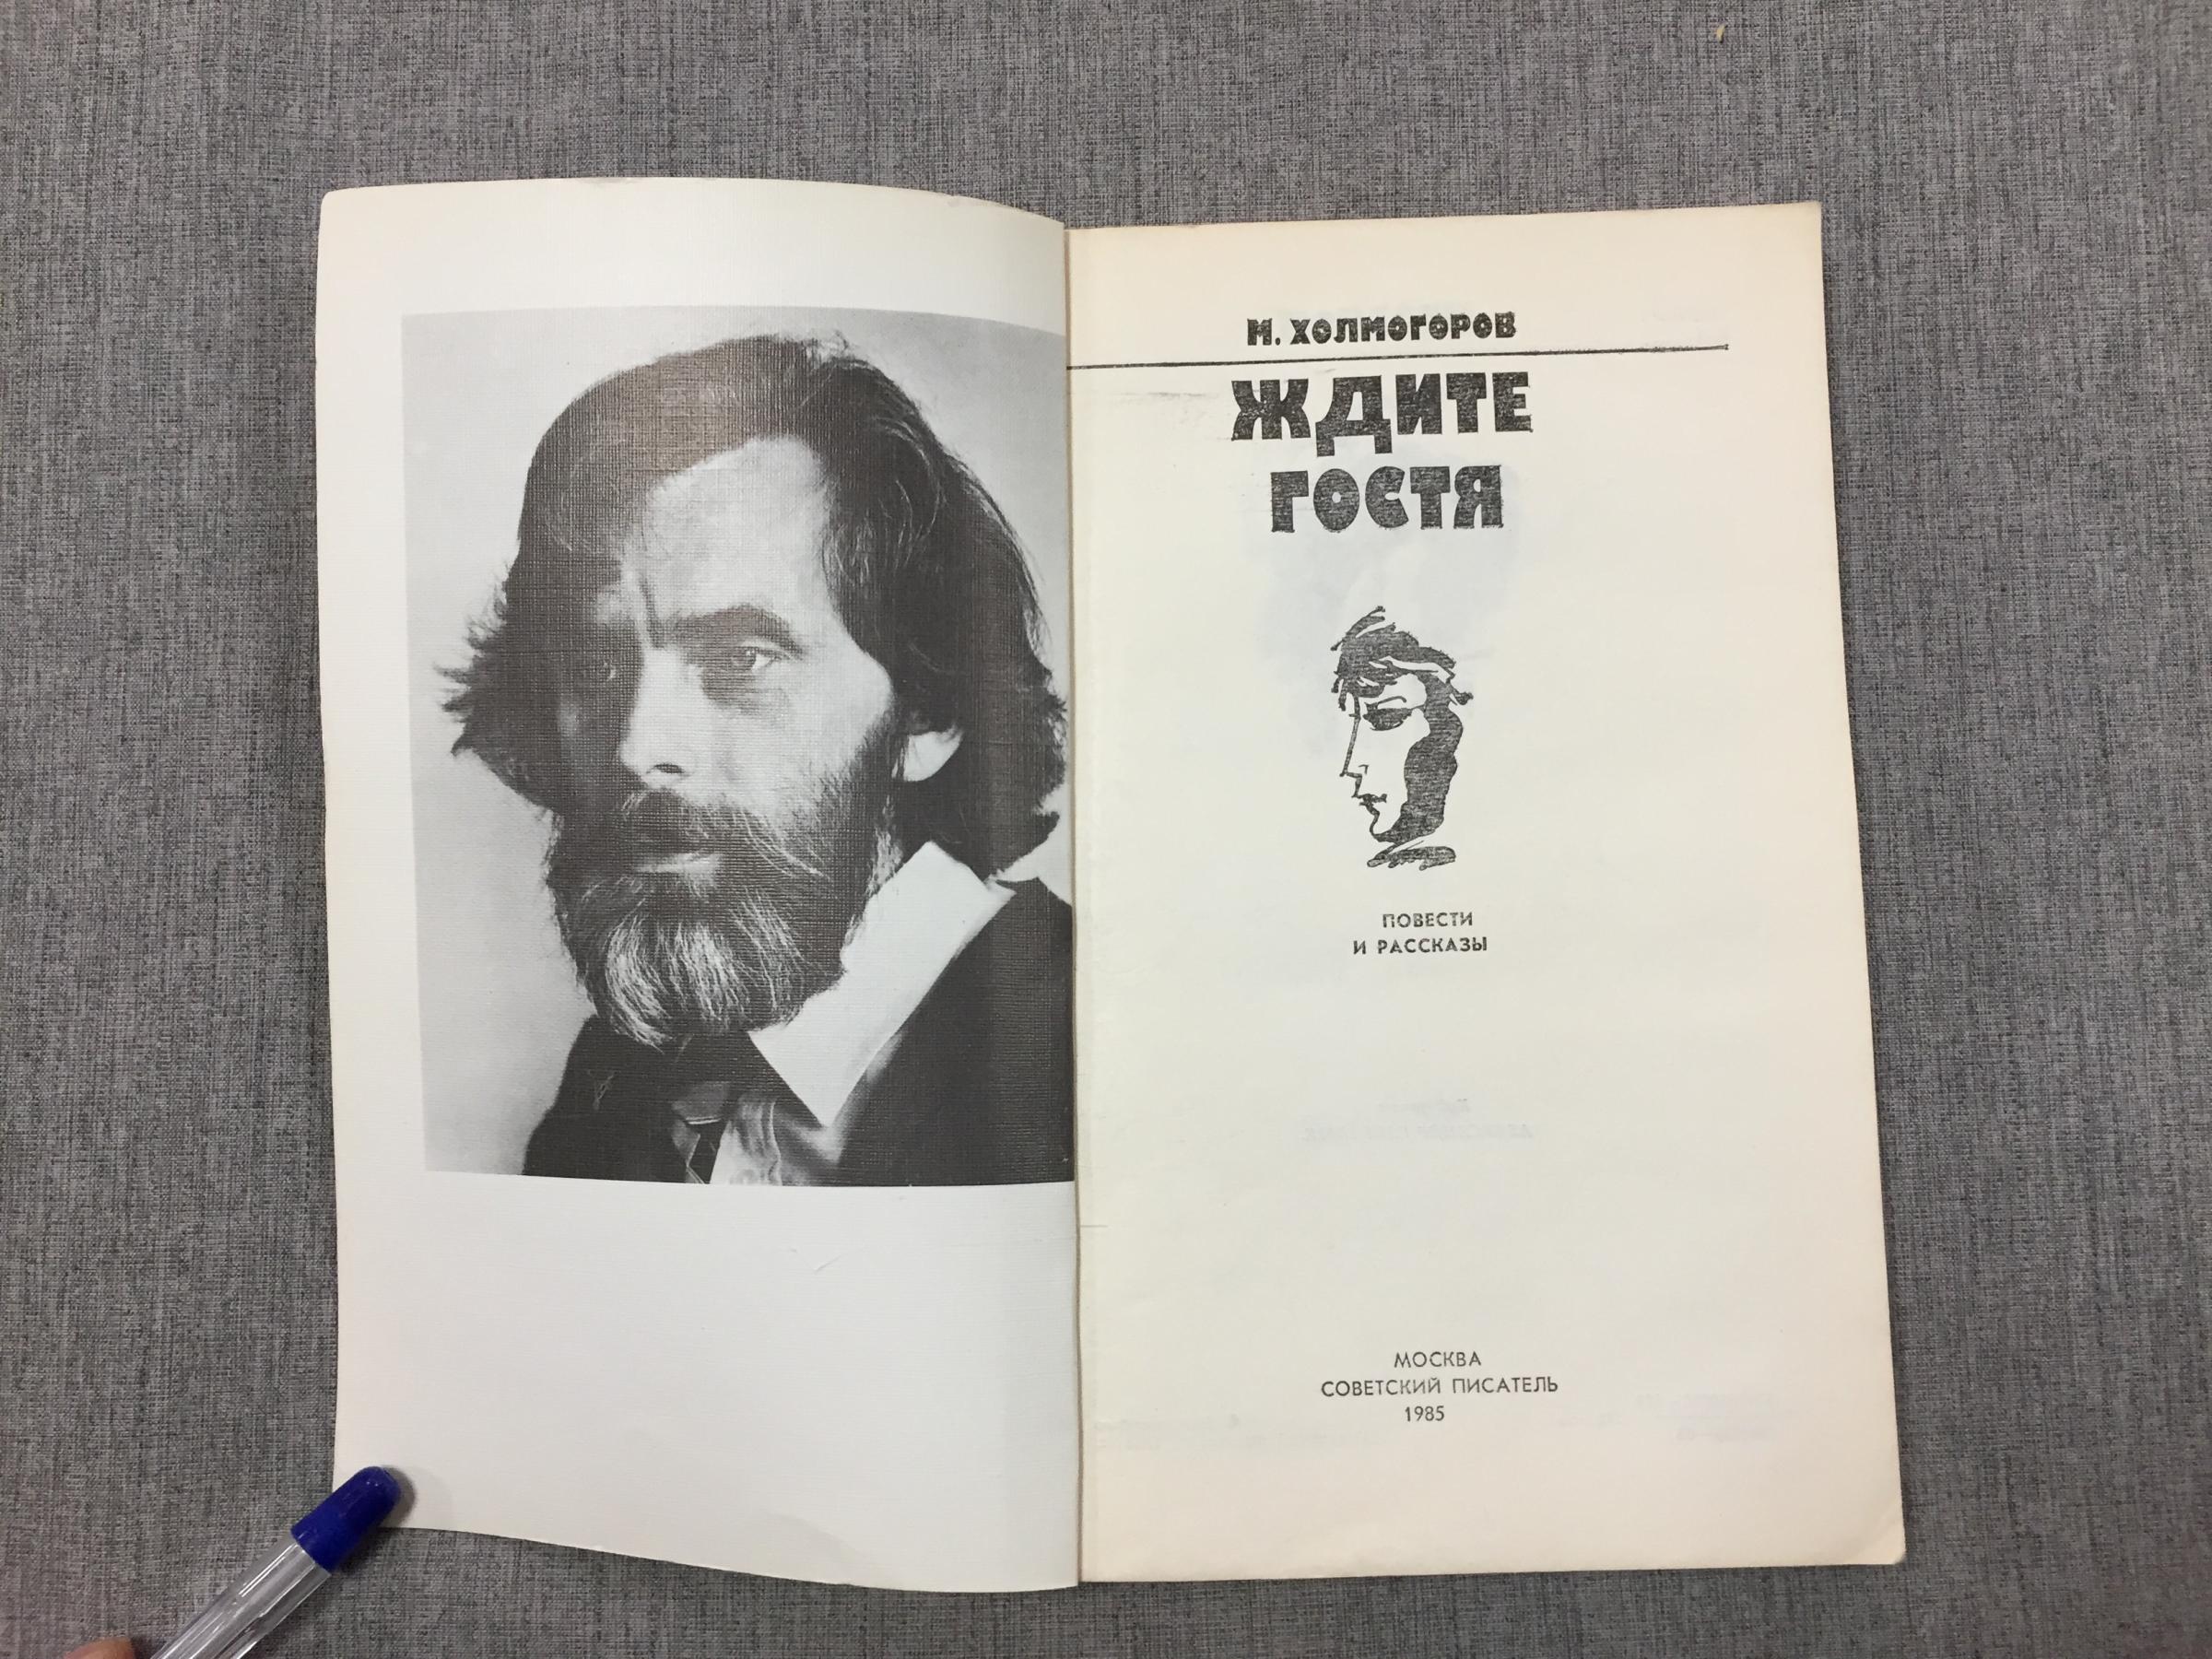 М. ХОЛМОГОРОВ
ЖДИТЕ
ГОСТЯ
ПОВЕСТИ
И РАССКАЗЫ
МОСКВА
СОВЕТСКИЙ ПИСАТЕЛЬ
1985